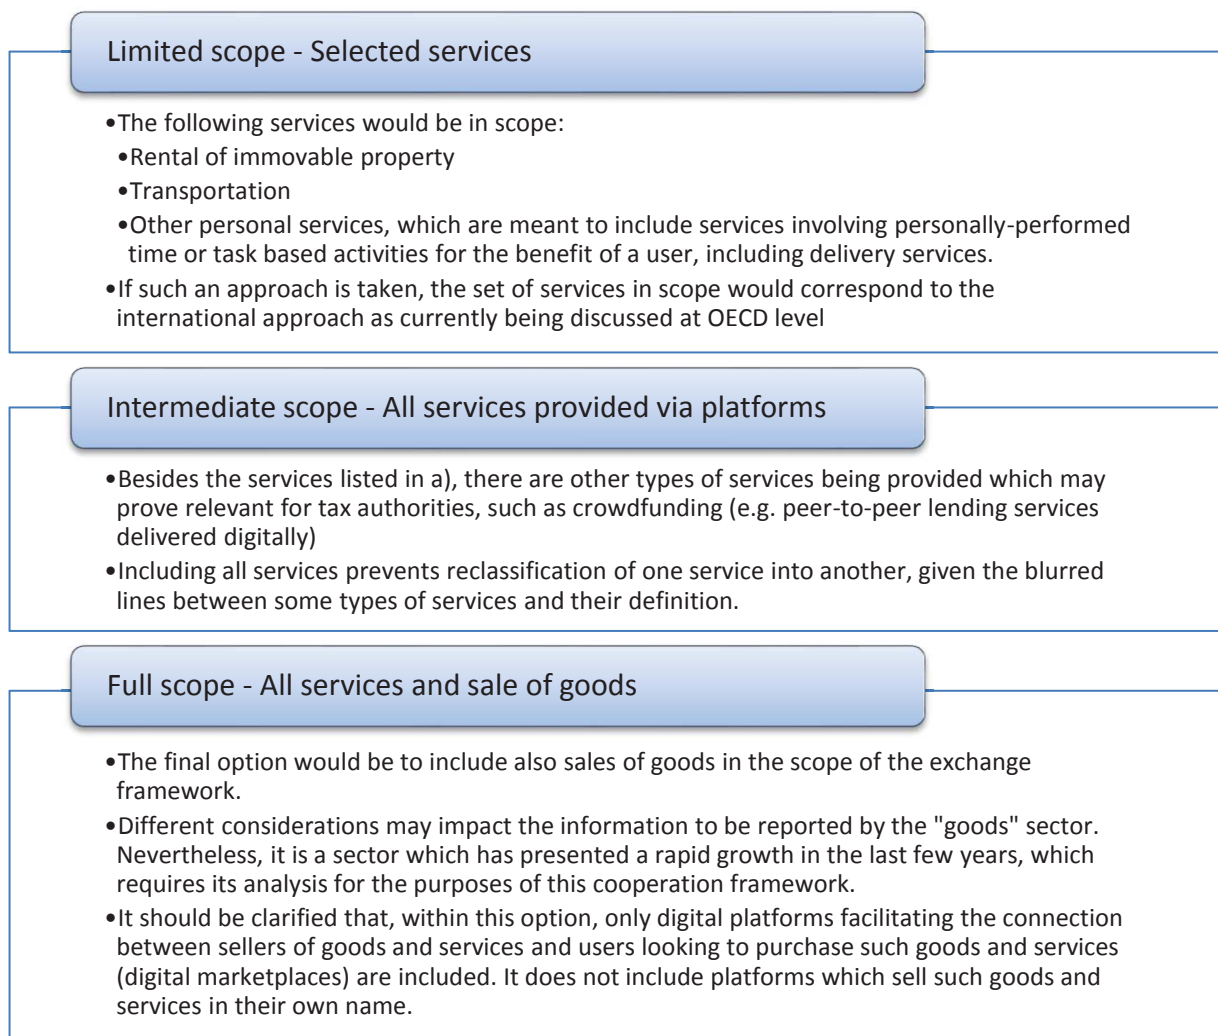 Limited scope - Selected services
•The following services would be in scope:
•Rental of immovable property
•Transportation
•Other personal services, which are meant to include services involving personally-performed
time or task based activities for the benefit of a user, including delivery services.
•If such an approach is taken, the set of services in scope would correspond to the
international approach as currently being discussed at OECD level
Intermediate scope - All services provided via platforms
•Besides the services listed in a), there are other types of services being provided which may
prove relevant for tax authorities, such as crowdfunding (e.g. peer-to-peer lending services
delivered digitally)
•Including all services prevents reclassification of one service into another, given the blurred
lines between some types of services and their definition.
Full scope - All services and sale of goods
•The final option would be to include also sales of goods in the scope of the exchange
framework.
•Different considerations may impact the information to be reported by the "goods" sector.
Nevertheless, it is a sector which has presented a rapid growth in the last few years, which
requires its analysis for the purposes of this cooperation framework.
•It should be clarified that, within this option, only digital platforms facilitating the connection
between sellers of goods and services and users looking to purchase such goods and services
(digital marketplaces) are included. It does not include platforms which sell such goods and
services in their own name.